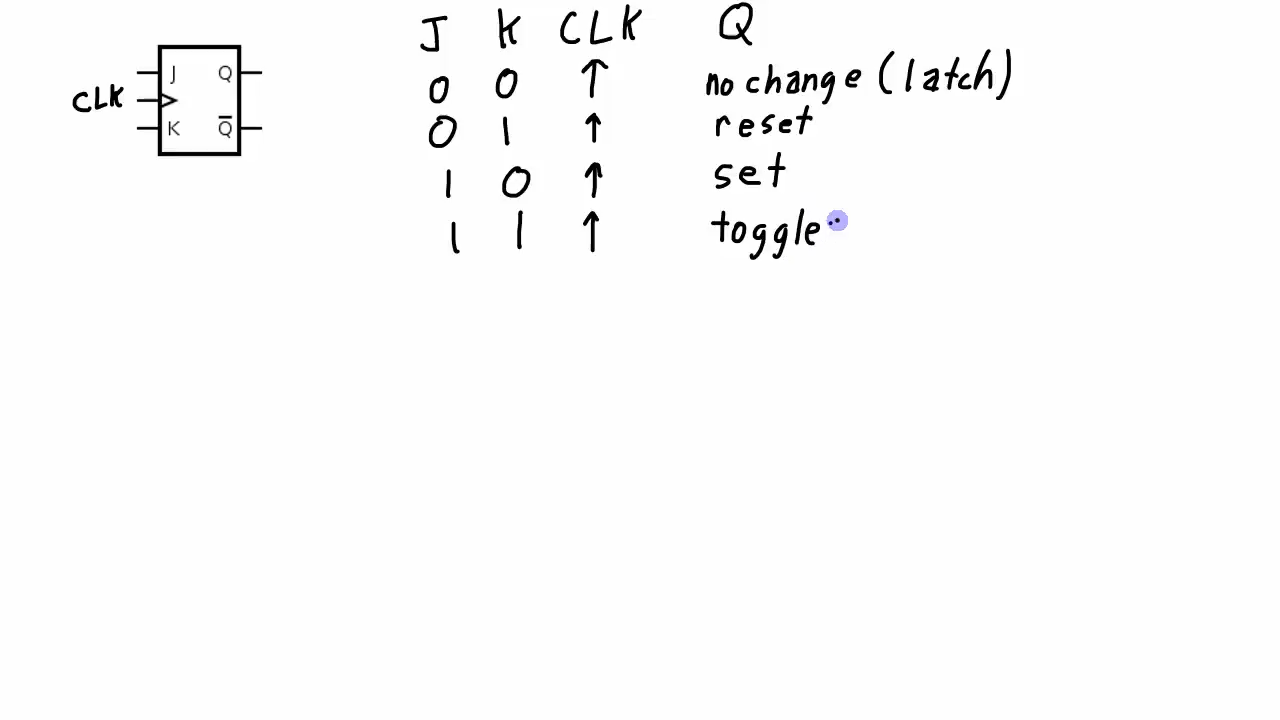 J K CLK Q
0 0 ↑ no change (latch)
0 1 ↑ reset
1 0 ↑ set
1 1 ↑ toggle
J Q
CLK
K Q̅